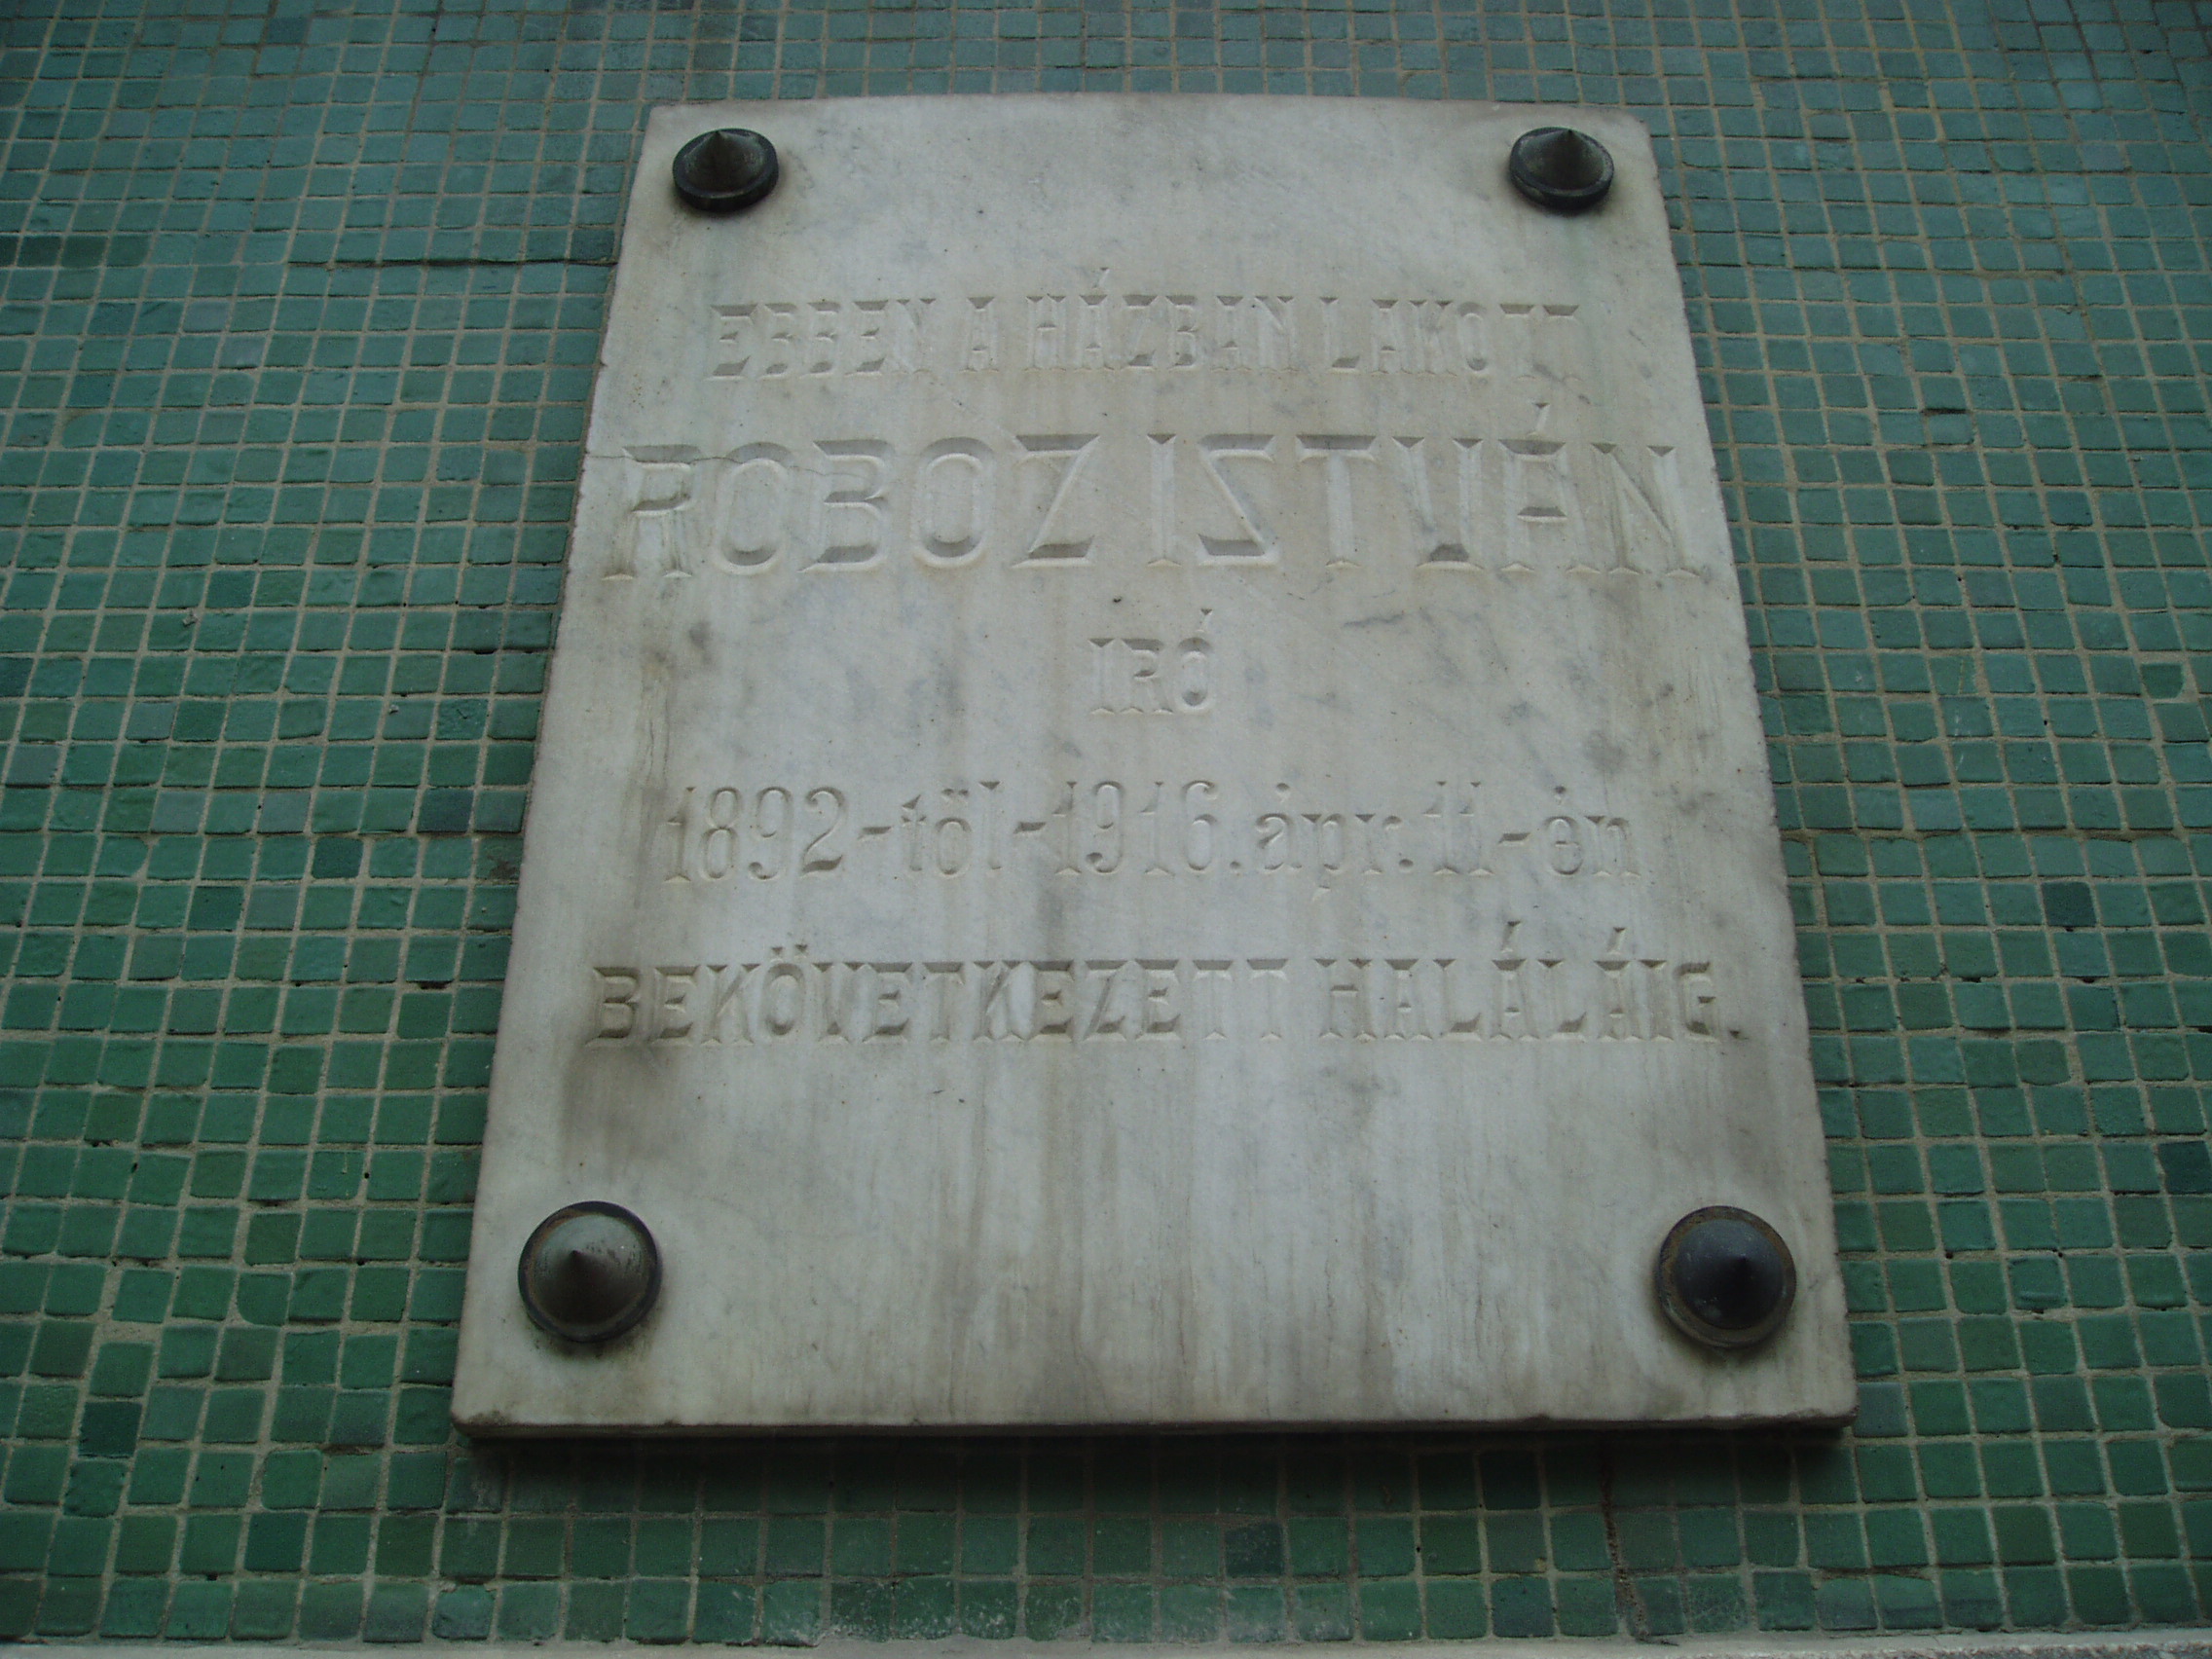 EBBEN A HÁZBAN LAKOTT
ROBOZ ISTVÁN
IRÓ
1892-től-1916.ápr.11-én
BEKÖVETKEZETT HALÁLÁIG.